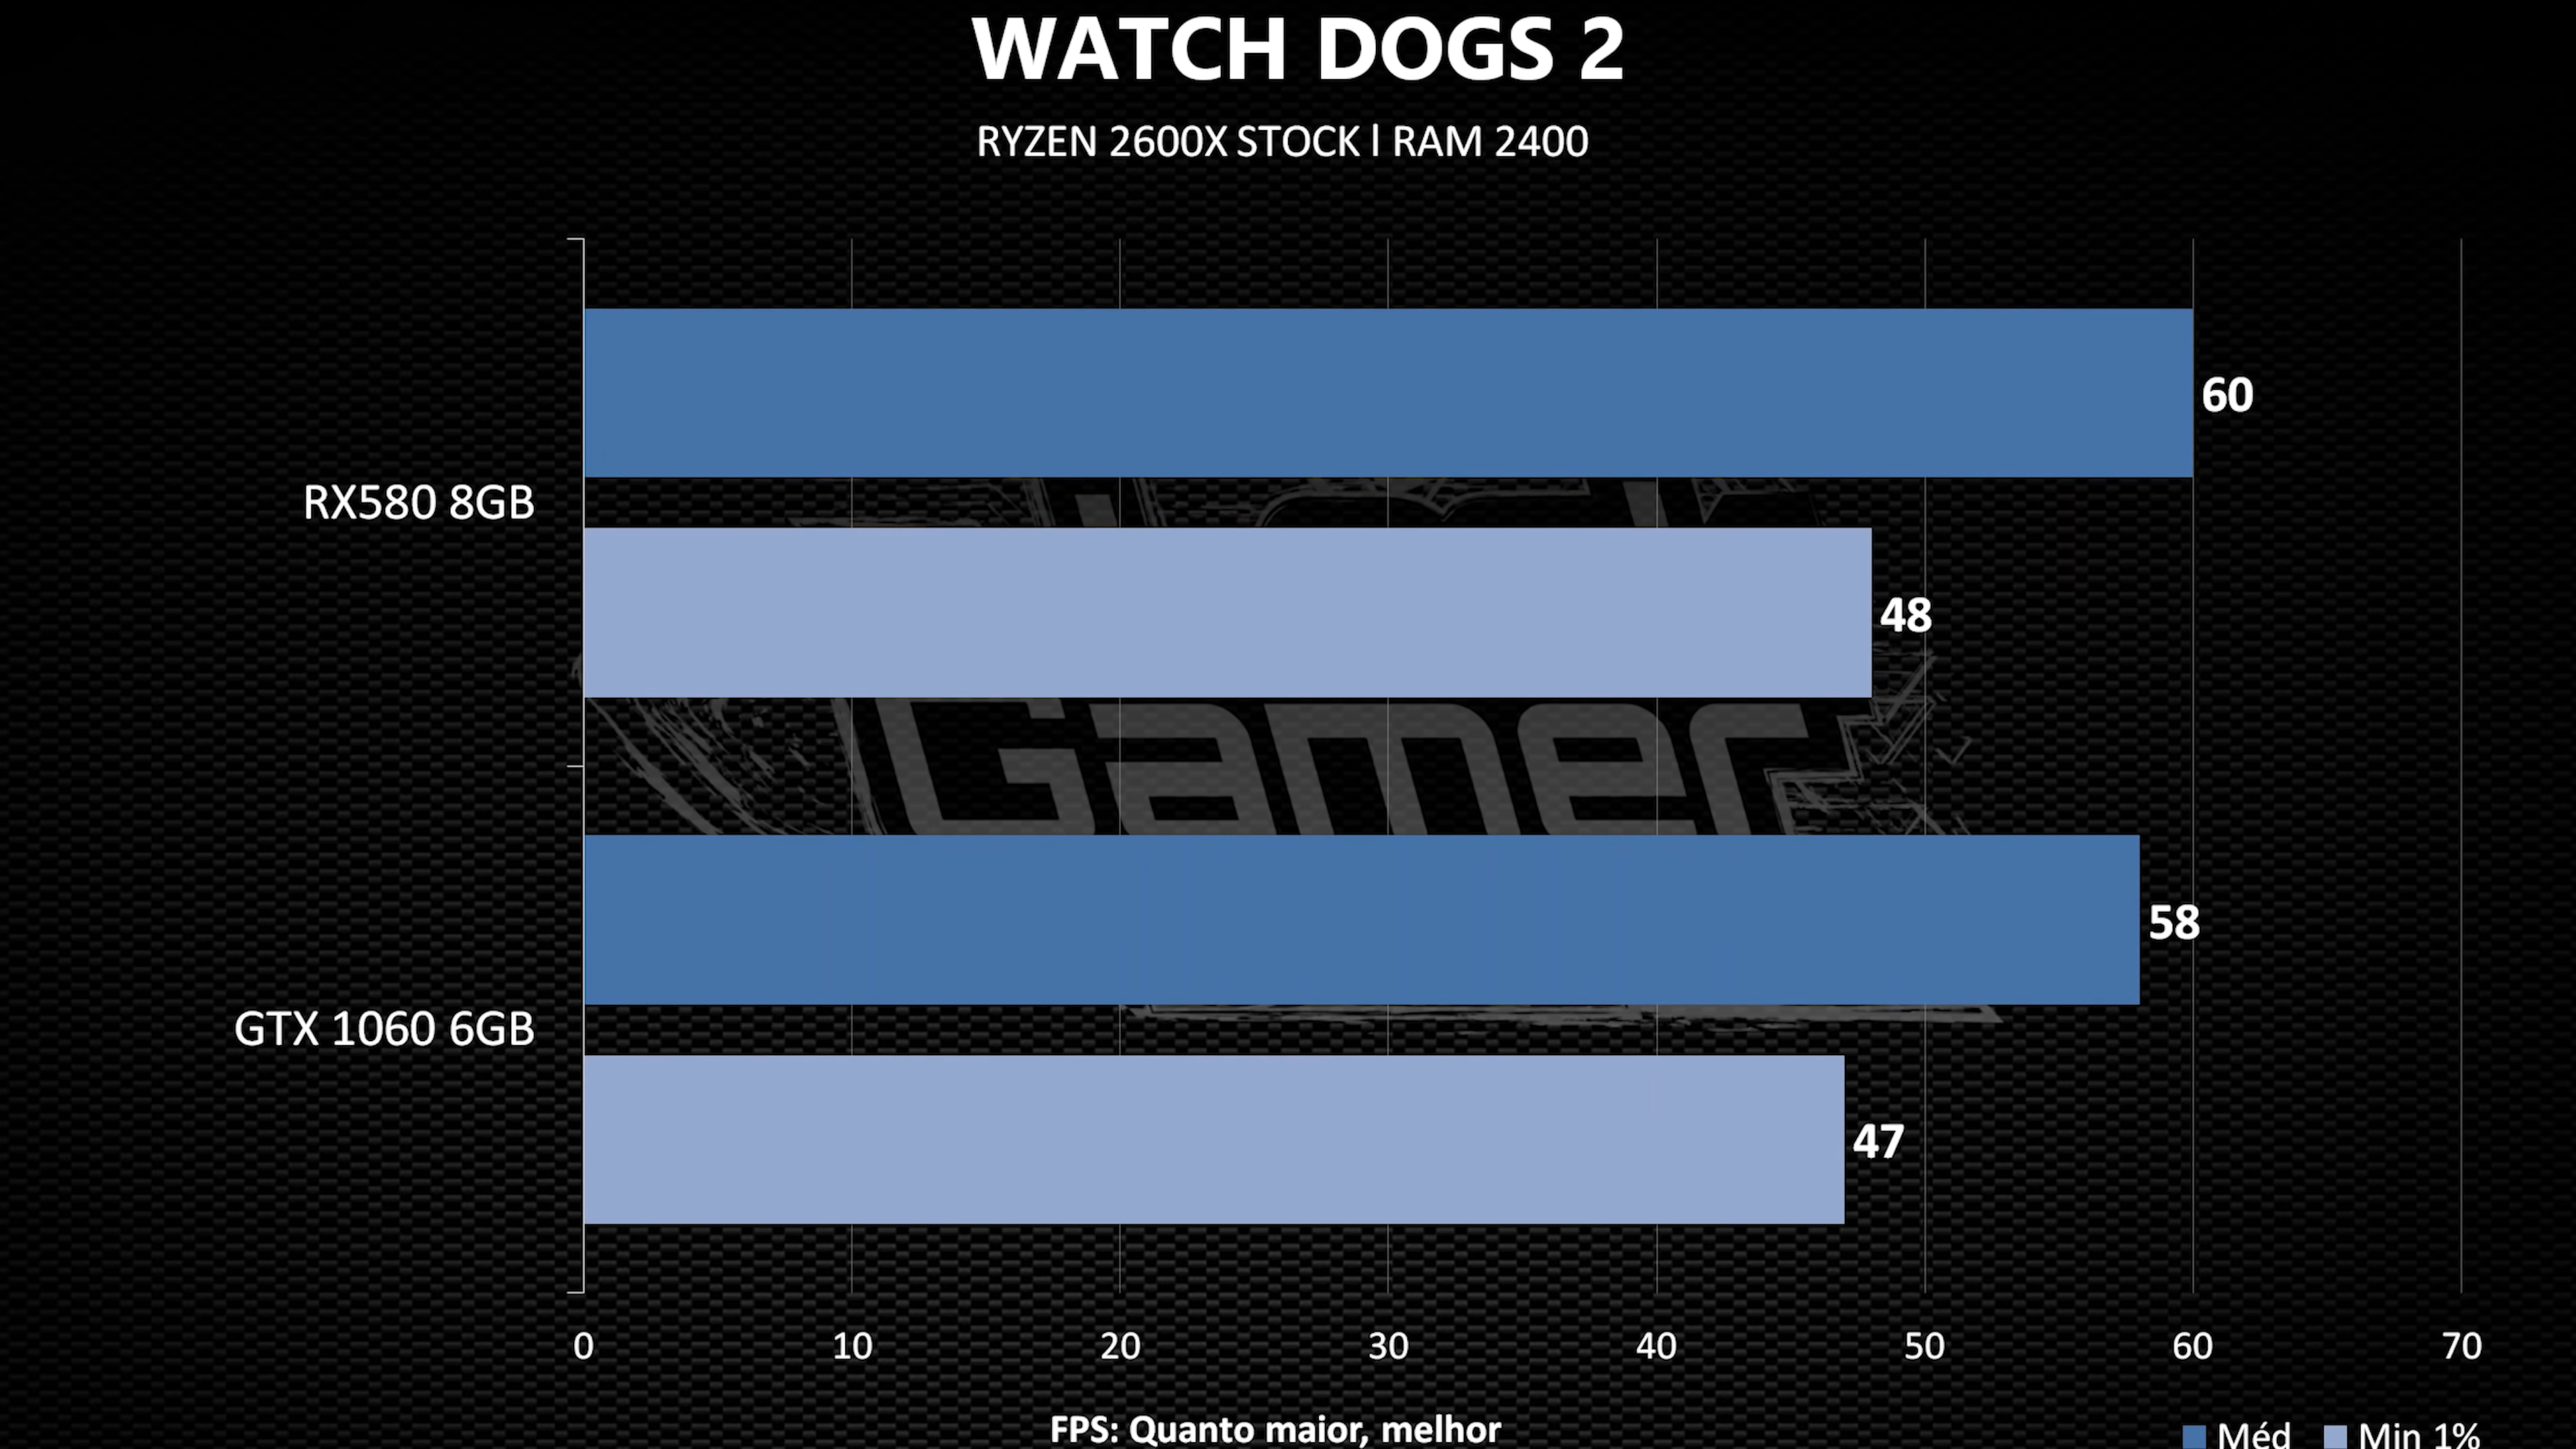 WATCH DOGS 2
RYZEN 2600X STOCK l RAM 2400
60
RX580 8GB
48
Gamer
58
GTX 1060 6GB
47
0 10 20 30 40 50 60 70
FPS: Quanto maior, melhor
Méd Min 1%